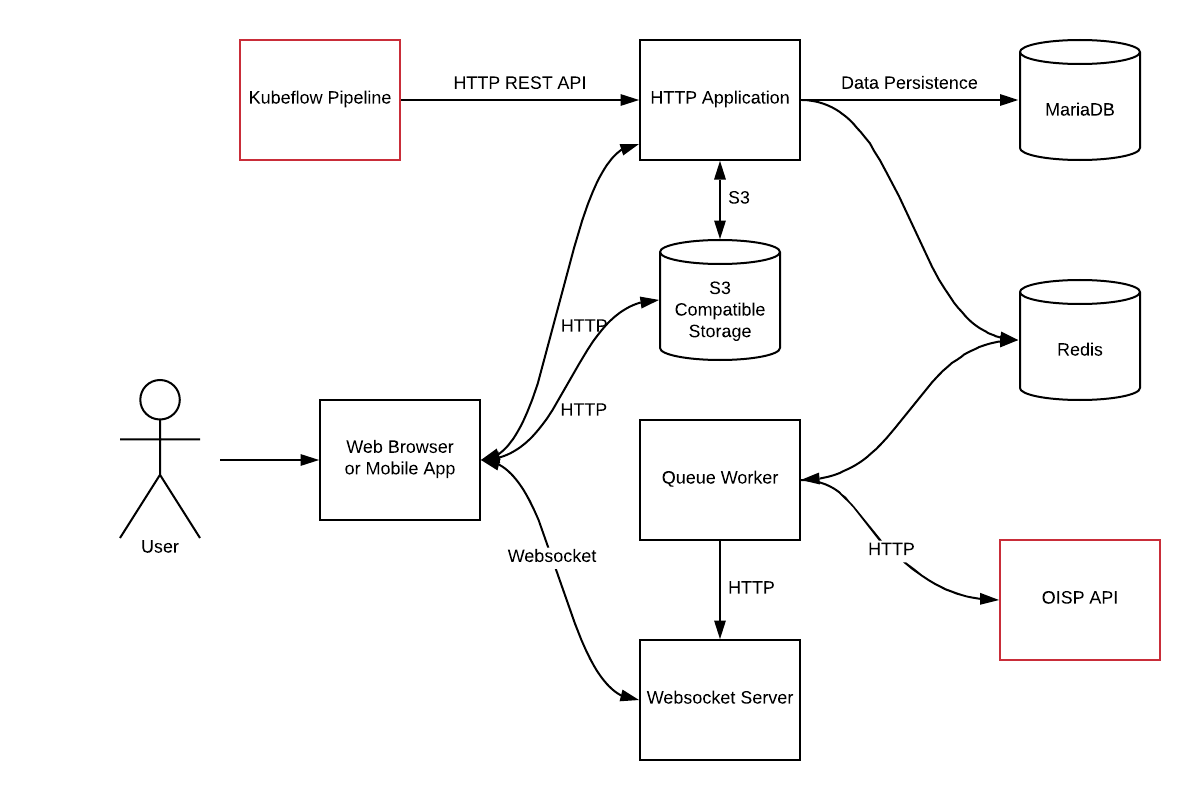 Kubeflow Pipeline
HTTP REST API
HTTP Application
Data Persistence
MariaDB
S3
S3
Compatible
Storage
HTTP
Redis
HTTP
Web Browser
or Mobile App
Queue Worker
User
Websocket
HTTP
HTTP
OISP API
Websocket Server